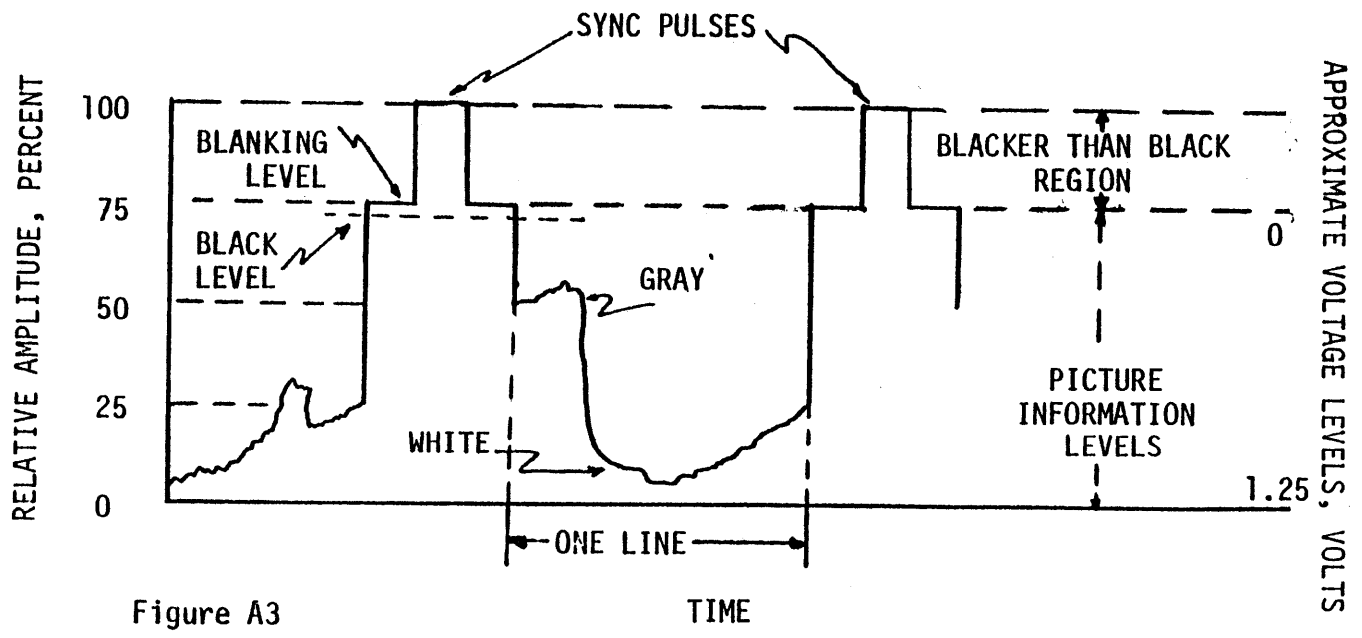 SYNC PULSES
RELATIVE AMPLITUDE, PERCENT
100
75
50
25
0
BLANKING
LEVEL
BLACK
LEVEL
GRAY
WHITE
BLACKER THAN BLACK
REGION
0
PICTURE
INFORMATION
LEVELS
1.25
APPROXIMATE VOLTAGE LEVELS, VOLTS
ONE LINE
Figure A3
TIME